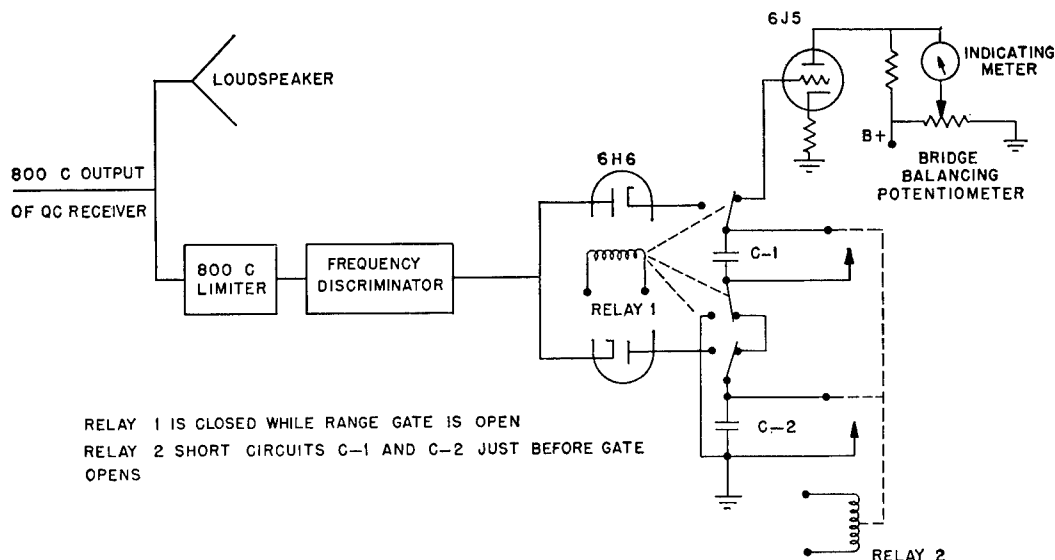 6J5
LOUDSPEAKER
INDICATING
METER
B+
BRIDGE
BALANCING
POTENTIOMETER
800 C OUTPUT
OF QC RECEIVER
6H6
800 C
LIMITER
FREQUENCY
DISCRIMINATOR
C-1
RELAY 1
C-2
RELAY 1 IS CLOSED WHILE RANGE GATE IS OPEN
RELAY 2 SHORT CIRCUITS C-1 AND C-2 JUST BEFORE GATE
OPENS
RELAY 2